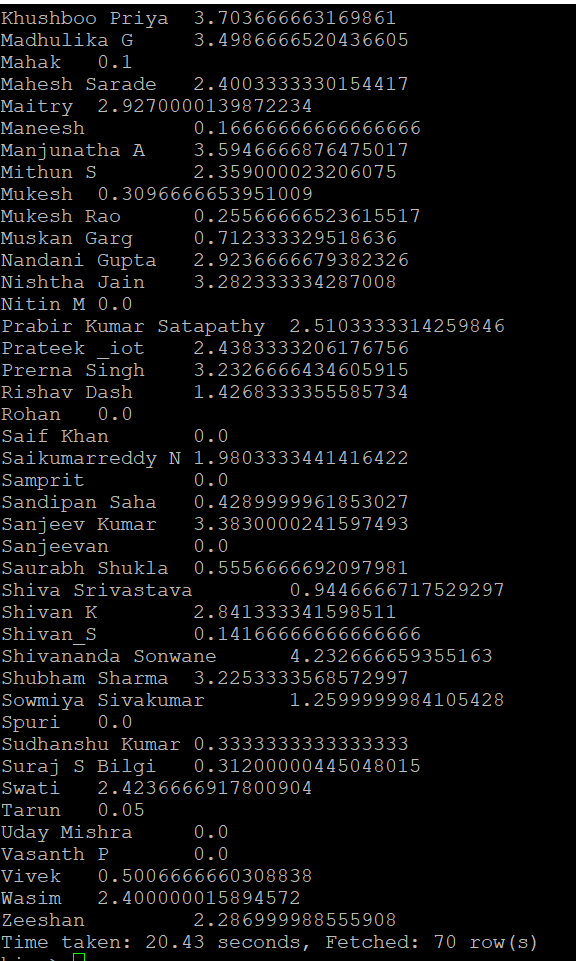 Khushboo Priya  3.703666663169861
Madhulika G     3.4986666520436605
Mahak   0.1
Mahesh Sarade   2.4003333330154417
Maitry  2.9270000139872234
Maneesh         0.16666666666666666
Manjunatha A    3.5946666876475017
Mithun S        2.359000023206075
Mukesh  0.3096666653951009
Mukesh Rao      0.25566666523615517
Muskan Garg     0.712333329518636
Nandani Gupta   2.9236666679382326
Nishtha Jain    3.282333334287008
Nitin M 0.0
Prabir Kumar Satapathy  2.5103333314259846
Prateek _iot    2.4383333206176756
Prerna Singh    3.2326666434605915
Rishav Dash     1.4268333355585734
Rohan   0.0
Saif Khan       0.0
Saikumarreddy N 1.9803333441416422
Samprit         0.0
Sandipan Saha   0.4289999961853027
Sanjeev Kumar   3.3830000241597493
Sanjeevan       0.0
Saurabh Shukla  0.5556666692097981
Shiva Srivastava        0.9446666717529297
Shivan K        2.841333341598511
Shivan_S        0.14166666666666666
Shivananda Sonwane      4.232666659355163
Shubham Sharma  3.2253333568572997
Sowmiya Sivakumar       1.2599999984105428
Spuri   0.0
Sudhanshu Kumar 0.3333333333333333
Suraj S Bilgi   0.31200000445048015
Swati   2.4236666917800904
Tarun   0.05
Uday Mishra     0.0
Vasanth P       0.0
Vivek   0.5006666660308838
Wasim   2.400000015894572
Zeeshan         2.286999988555908
Time taken: 20.43 seconds, Fetched: 70 row(s)